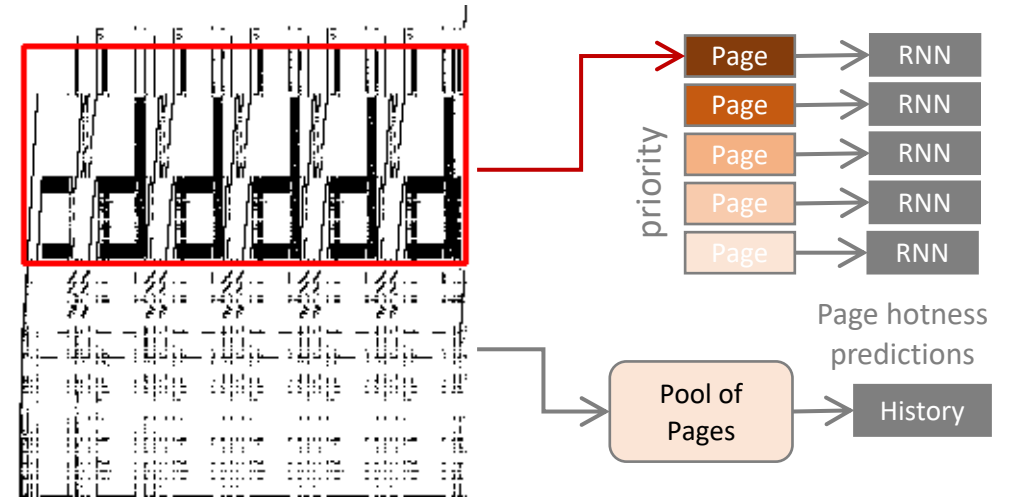 Page
RNN
Page
RNN
Page
RNN
Page
RNN
Page
RNN
priority
Page hotness
predictions
Pool of
Pages
History